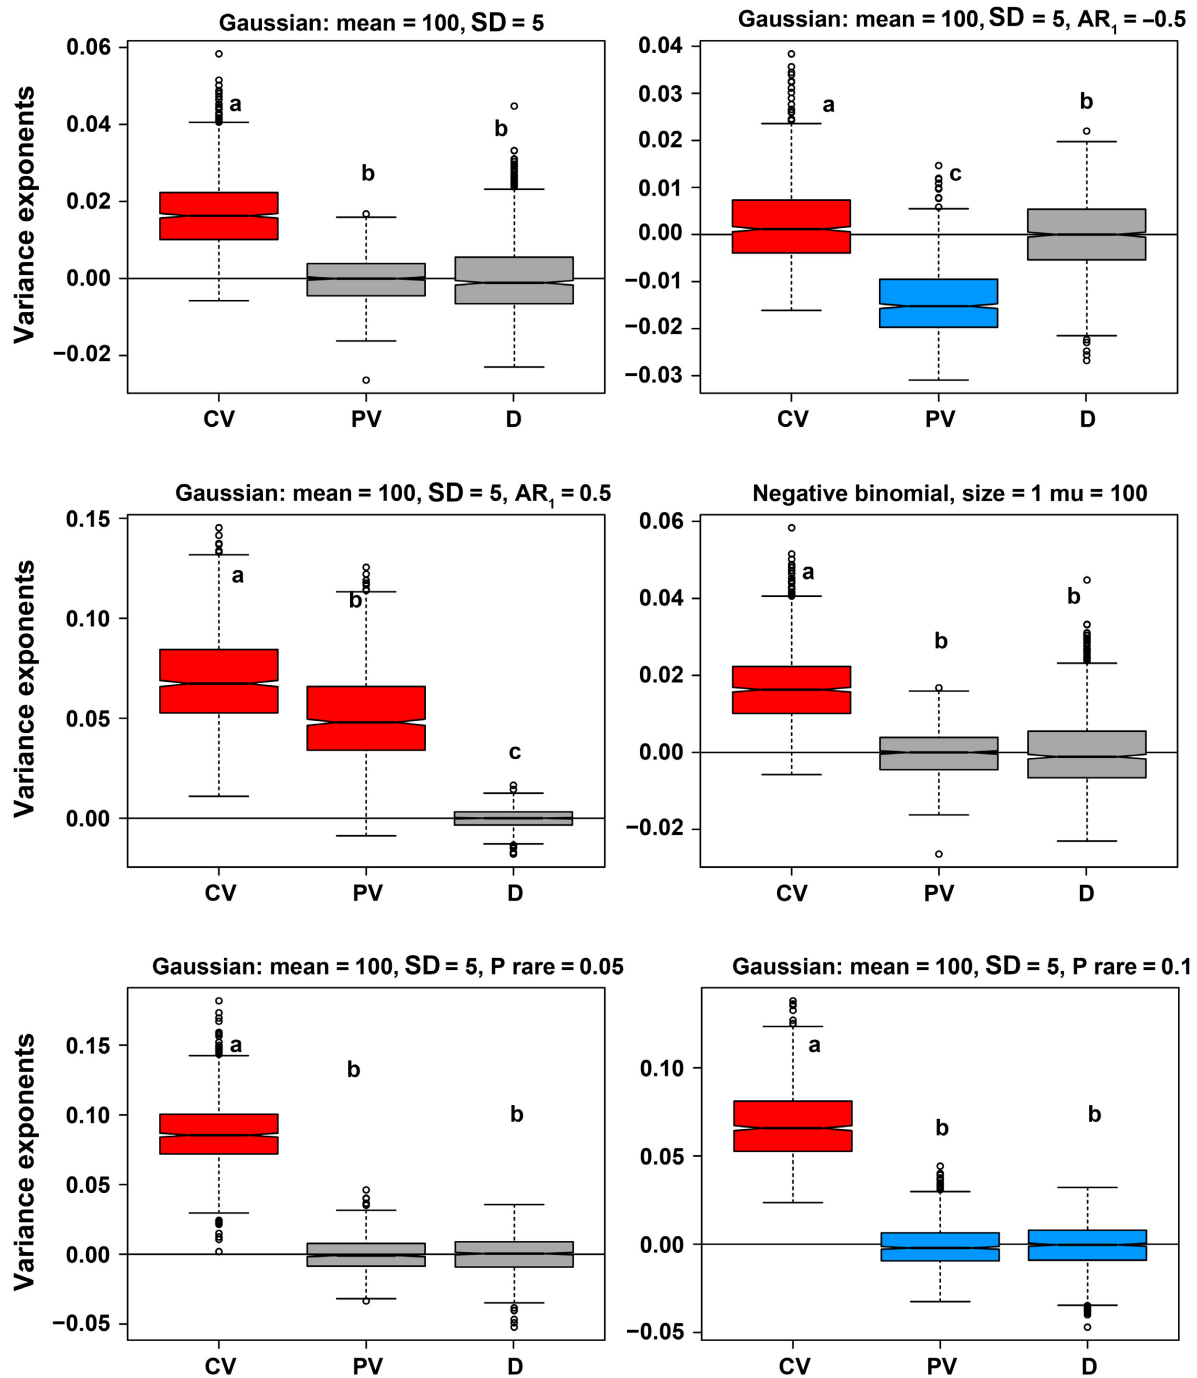 Gaussian: mean = 100, SD = 5
Variance exponents
0.06
0.04
0.02
0.00
−0.02
a
b
b
CV PV D
Gaussian: mean = 100, SD = 5, AR1 = −0.5
0.04
0.03
0.02
0.01
0.00
−0.01
−0.02
−0.03
a
c
b
CV PV D
Gaussian: mean = 100, SD = 5, AR1 = 0.5
Variance exponents
0.15
0.10
0.05
0.00
a
b
c
CV PV D
Negative binomial, size = 1 mu = 100
0.06
0.04
0.02
0.00
−0.02
a
b
b
CV PV D
Gaussian: mean = 100, SD = 5, P rare = 0.05
Variance exponents
0.15
0.10
0.05
0.00
−0.05
a
b
b
CV PV D
Gaussian: mean = 100, SD = 5, P rare = 0.1
0.10
0.05
0.00
−0.05
a
b
b
CV PV D